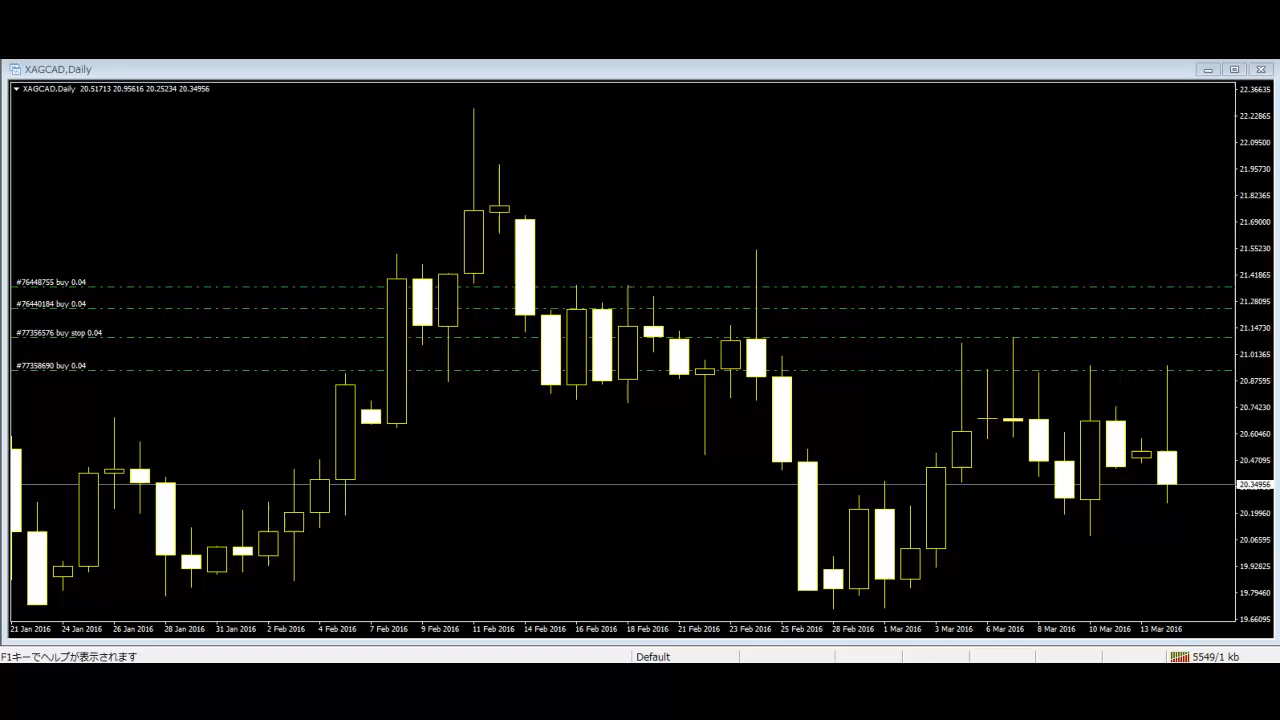 XAGCAD,Daily
XAGCAD,Daily 20.51713 20.95616 20.25234 20.34956
22.36635
22.22865
22.09500
21.95730
21.82365
21.69000
21.55230
21.41865
#76448755 buy 0.04
21.28095
#76440184 buy 0.04
21.14730
#77356576 buy stop 0.04
21.01365
#77358690 buy 0.04
20.87595
20.74230
20.60460
20.47095
20.34956
20.19960
20.06595
19.92825
19.79460
19.66095
21 Jan 2016 24 Jan 2016 26 Jan 2016 28 Jan 2016 31 Jan 2016 2 Feb 2016 4 Feb 2016 7 Feb 2016 9 Feb 2016 11 Feb 2016 14 Feb 2016 16 Feb 2016 18 Feb 2016 21 Feb 2016 23 Feb 2016 25 Feb 2016 28 Feb 2016 1 Mar 2016 3 Mar 2016 6 Mar 2016 8 Mar 2016 10 Mar 2016 13 Mar 2016
F1キーでヘルプが表示されます Default 5549/1 kb